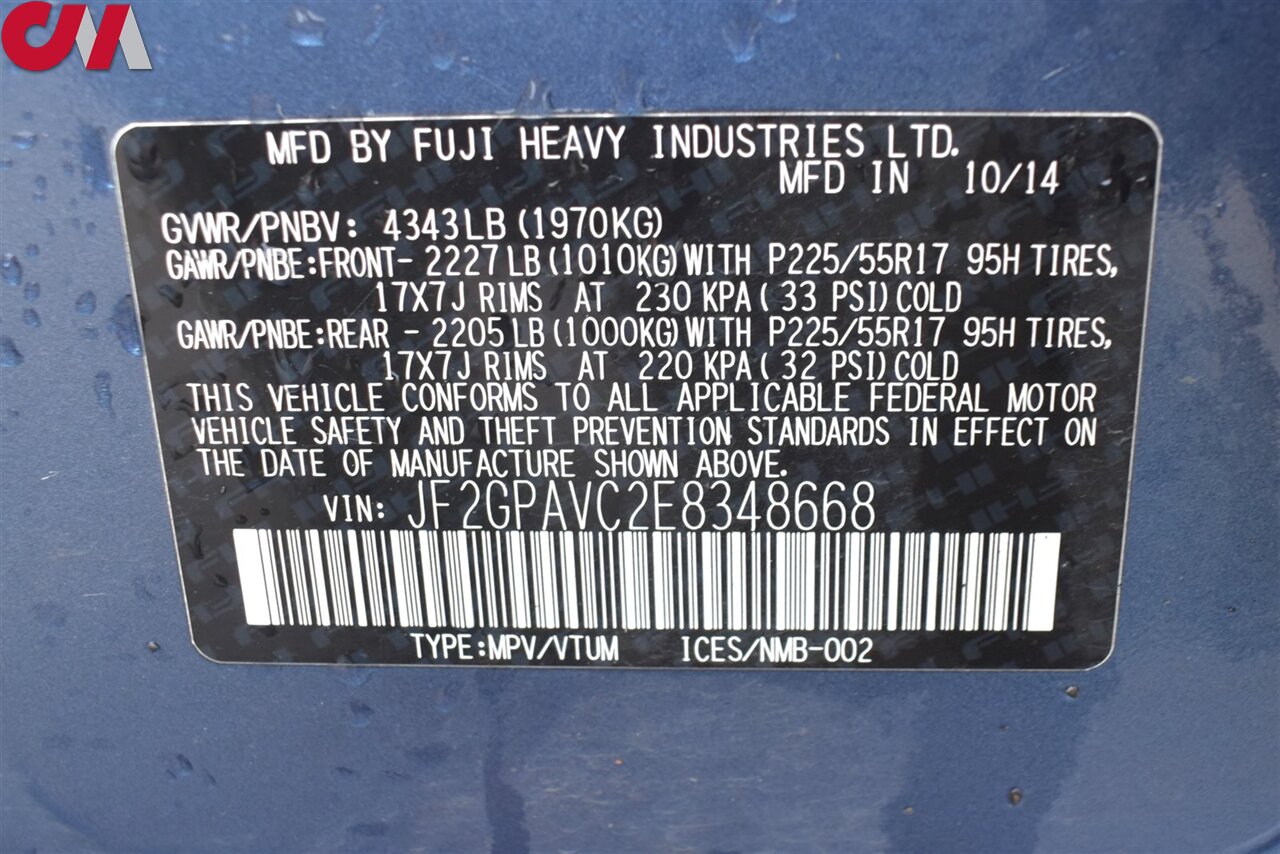 CM
MFD BY FUJI HEAVY INDUSTRIES LTD.
MFD IN 10/14
GVWR/PNBV: 4343LB (1970KG)
GAWR/PNBE:FRONT- 2227LB (1010KG) WITH P225/55R17 95H TIRES,
17X7J RIMS AT 230 KPA ( 33 PSI) COLD
GAWR/PNBE:REAR - 2205LB (1000KG) WITH P225/55R17 95H TIRES,
17X7J RIMS AT 220 KPA ( 32 PSI) COLD
THIS VEHICLE CONFORMS TO ALL APPLICABLE FEDERAL MOTOR
VEHICLE SAFETY AND THEFT PREVENTION STANDARDS IN EFFECT ON
THE DATE OF MANUFACTURE SHOWN ABOVE.
VIN: JF2GPAVC2E8348668
TYPE:MPV/VTUM ICES/NMB-002